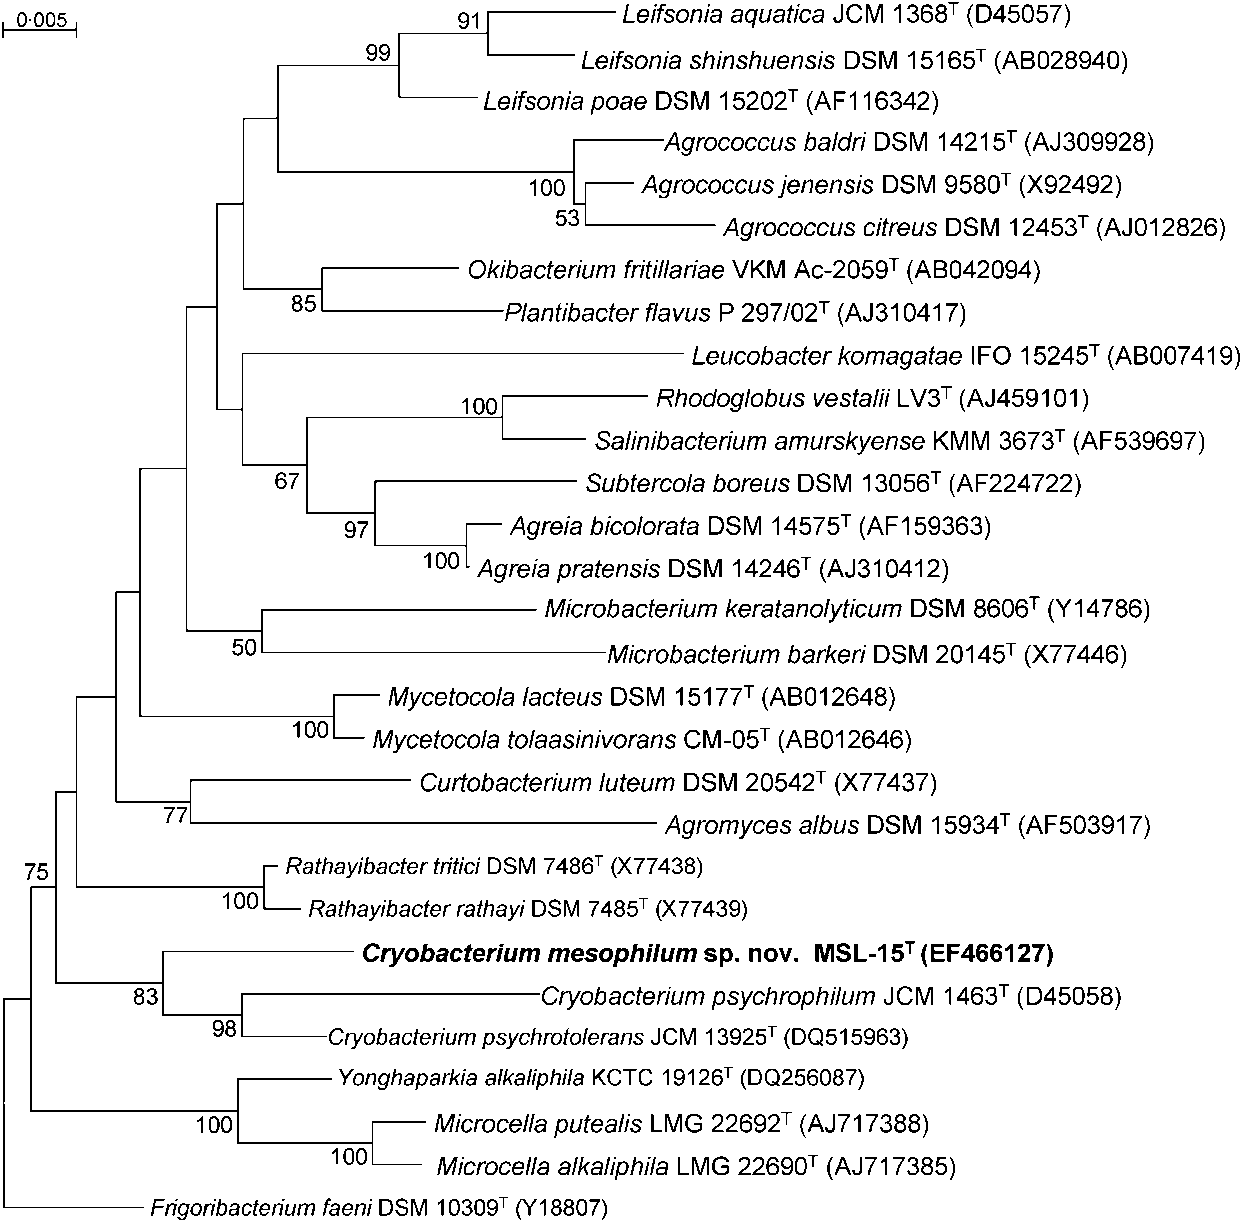 0·005
91
Leifsonia aquatica JCM 1368T (D45057)
99
Leifsonia shinshuensis DSM 15165T (AB028940)
Leifsonia poae DSM 15202T (AF116342)
Agrococcus baldri DSM 14215T (AJ309928)
100
Agrococcus jenensis DSM 9580T (X92492)
53
Agrococcus citreus DSM 12453T (AJ012826)
Okibacterium fritillariae VKM Ac-2059T (AB042094)
85
Plantibacter flavus P 297/02T (AJ310417)
Leucobacter komagatae IFO 15245T (AB007419)
100
Rhodoglobus vestalii LV3T (AJ459101)
Salinibacterium amurskyense KMM 3673T (AF539697)
67
Subtercola boreus DSM 13056T (AF224722)
97
Agreia bicolorata DSM 14575T (AF159363)
100
Agreia pratensis DSM 14246T (AJ310412)
Microbacterium keratanolyticum DSM 8606T (Y14786)
50
Microbacterium barkeri DSM 20145T (X77446)
Mycetocola lacteus DSM 15177T (AB012648)
100
Mycetocola tolaasinivorans CM-05T (AB012646)
Curtobacterium luteum DSM 20542T (X77437)
77
Agromyces albus DSM 15934T (AF503917)
75
Rathayibacter tritici DSM 7486T (X77438)
100
Rathayibacter rathayi DSM 7485T (X77439)
Cryobacterium mesophilum sp. nov. MSL-15T (EF466127)
83
Cryobacterium psychrophilum JCM 1463T (D45058)
98
Cryobacterium psychrotolerans JCM 13925T (DQ515963)
Yonghaparkia alkaliphila KCTC 19126T (DQ256087)
100
Microcella putealis LMG 22692T (AJ717388)
100
Microcella alkaliphila LMG 22690T (AJ717385)
Frigoribacterium faeni DSM 10309T (Y18807)